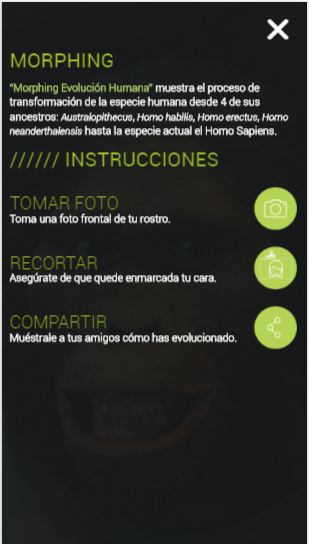 MORPHING
"Morphing Evolución Humana" muestra el proceso de
transformación de la especie humana desde 4 de sus
ancestros: Australopithecus, Homo habilis, Homo erectus, Homo
neanderthalensis hasta la especie actual el Homo Sapiens.
////// INSTRUCCIONES
TOMAR FOTO
Toma una foto frontal de tu rostro.
RECORTAR
Asegúrate de que quede enmarcada tu cara.
COMPARTIR
Muéstrale a tus amigos cómo has evolucionado.